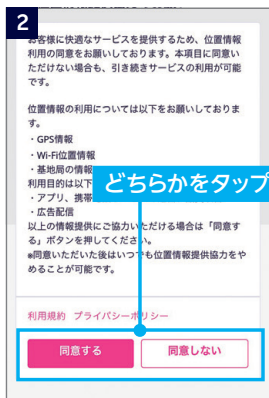 2
お客様に快適なサービスを提供するため、位置情報
利用の同意をお願いしております。本項目に同意い
ただけない場合も、引き続きサービスの利用が可能
です。
位置情報の利用については以下をお願いしておりま
す。
・GPS情報
・Wi-Fi位置情報
・基地局の情報
利用目的は以下
どちらかをタップ
・アプリ、携帯
・広告配信
以上の情報提供にご協力いただける場合は「同意す
る」ボタンを押してください。
※同意いただいた後はいつでも位置情報提供協力をや
めることが可能です。
利用規約 プライバシーポリシー
同意する 同意しない